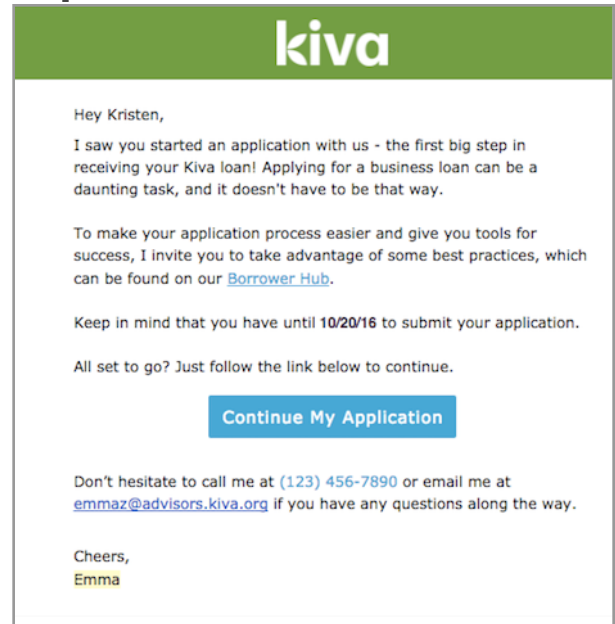 kiva
Hey Kristen,
I saw you started an application with us - the first big step in
receiving your Kiva loan! Applying for a business loan can be a
daunting task, and it doesn't have to be that way.
To make your application process easier and give you tools for
success, I invite you to take advantage of some best practices, which
can be found on our Borrower Hub.
Keep in mind that you have until 10/20/16 to submit your application.
All set to go? Just follow the link below to continue.
Continue My Application
Don't hesitate to call me at (123) 456-7890 or email me at
emmaz@advisors.kiva.org if you have any questions along the way.
Cheers,
Emma